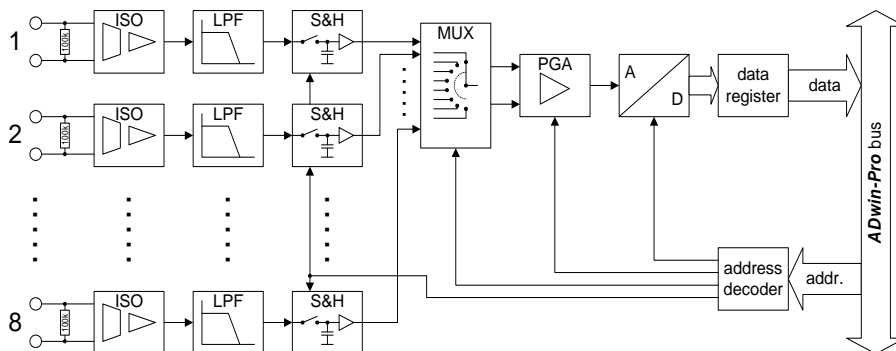 ISO LPF S&H
1 100k
MUX
PGA
A
D
data
register
data
ISO LPF S&H
2 100k
ADwin-Pro bus
address
decoder
addr.
ISO LPF S&H
8 100k